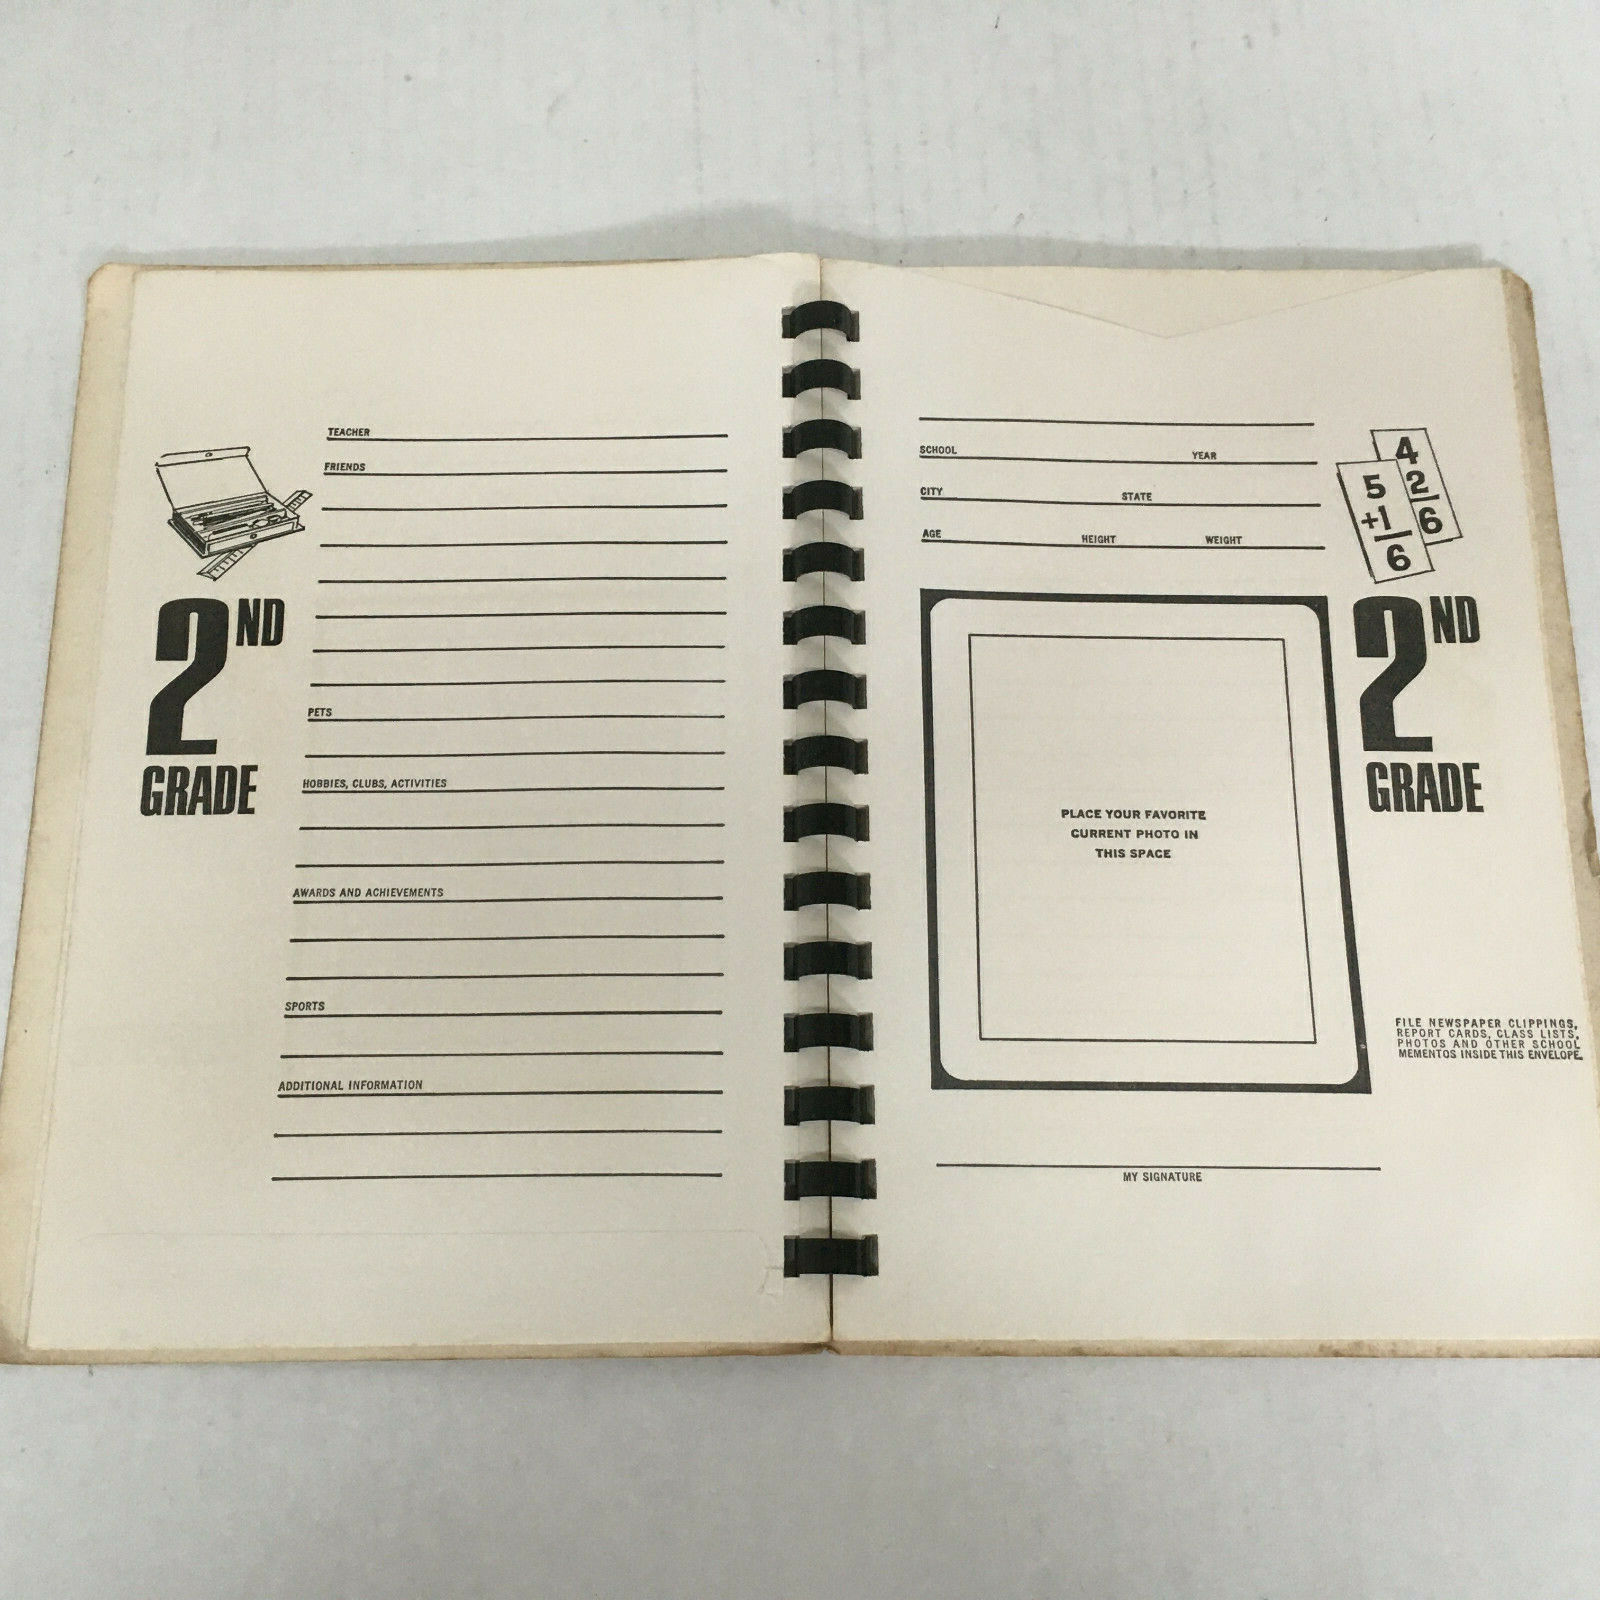 TEACHER
FRIENDS
2ND
GRADE
PETS
HOBBIES, CLUBS, ACTIVITIES
AWARDS AND ACHIEVEMENTS
SPORTS
ADDITIONAL INFORMATION
SCHOOL YEAR
CITY STATE
AGE HEIGHT WEIGHT
4
2
6
5
+1
6
2ND
GRADE
PLACE YOUR FAVORITE
CURRENT PHOTO IN
THIS SPACE
FILE NEWSPAPER CLIPPINGS,
REPORT CARDS, CLASS LISTS,
PHOTOS AND OTHER SCHOOL
MEMENTOS INSIDE THIS ENVELOPE.
MY SIGNATURE